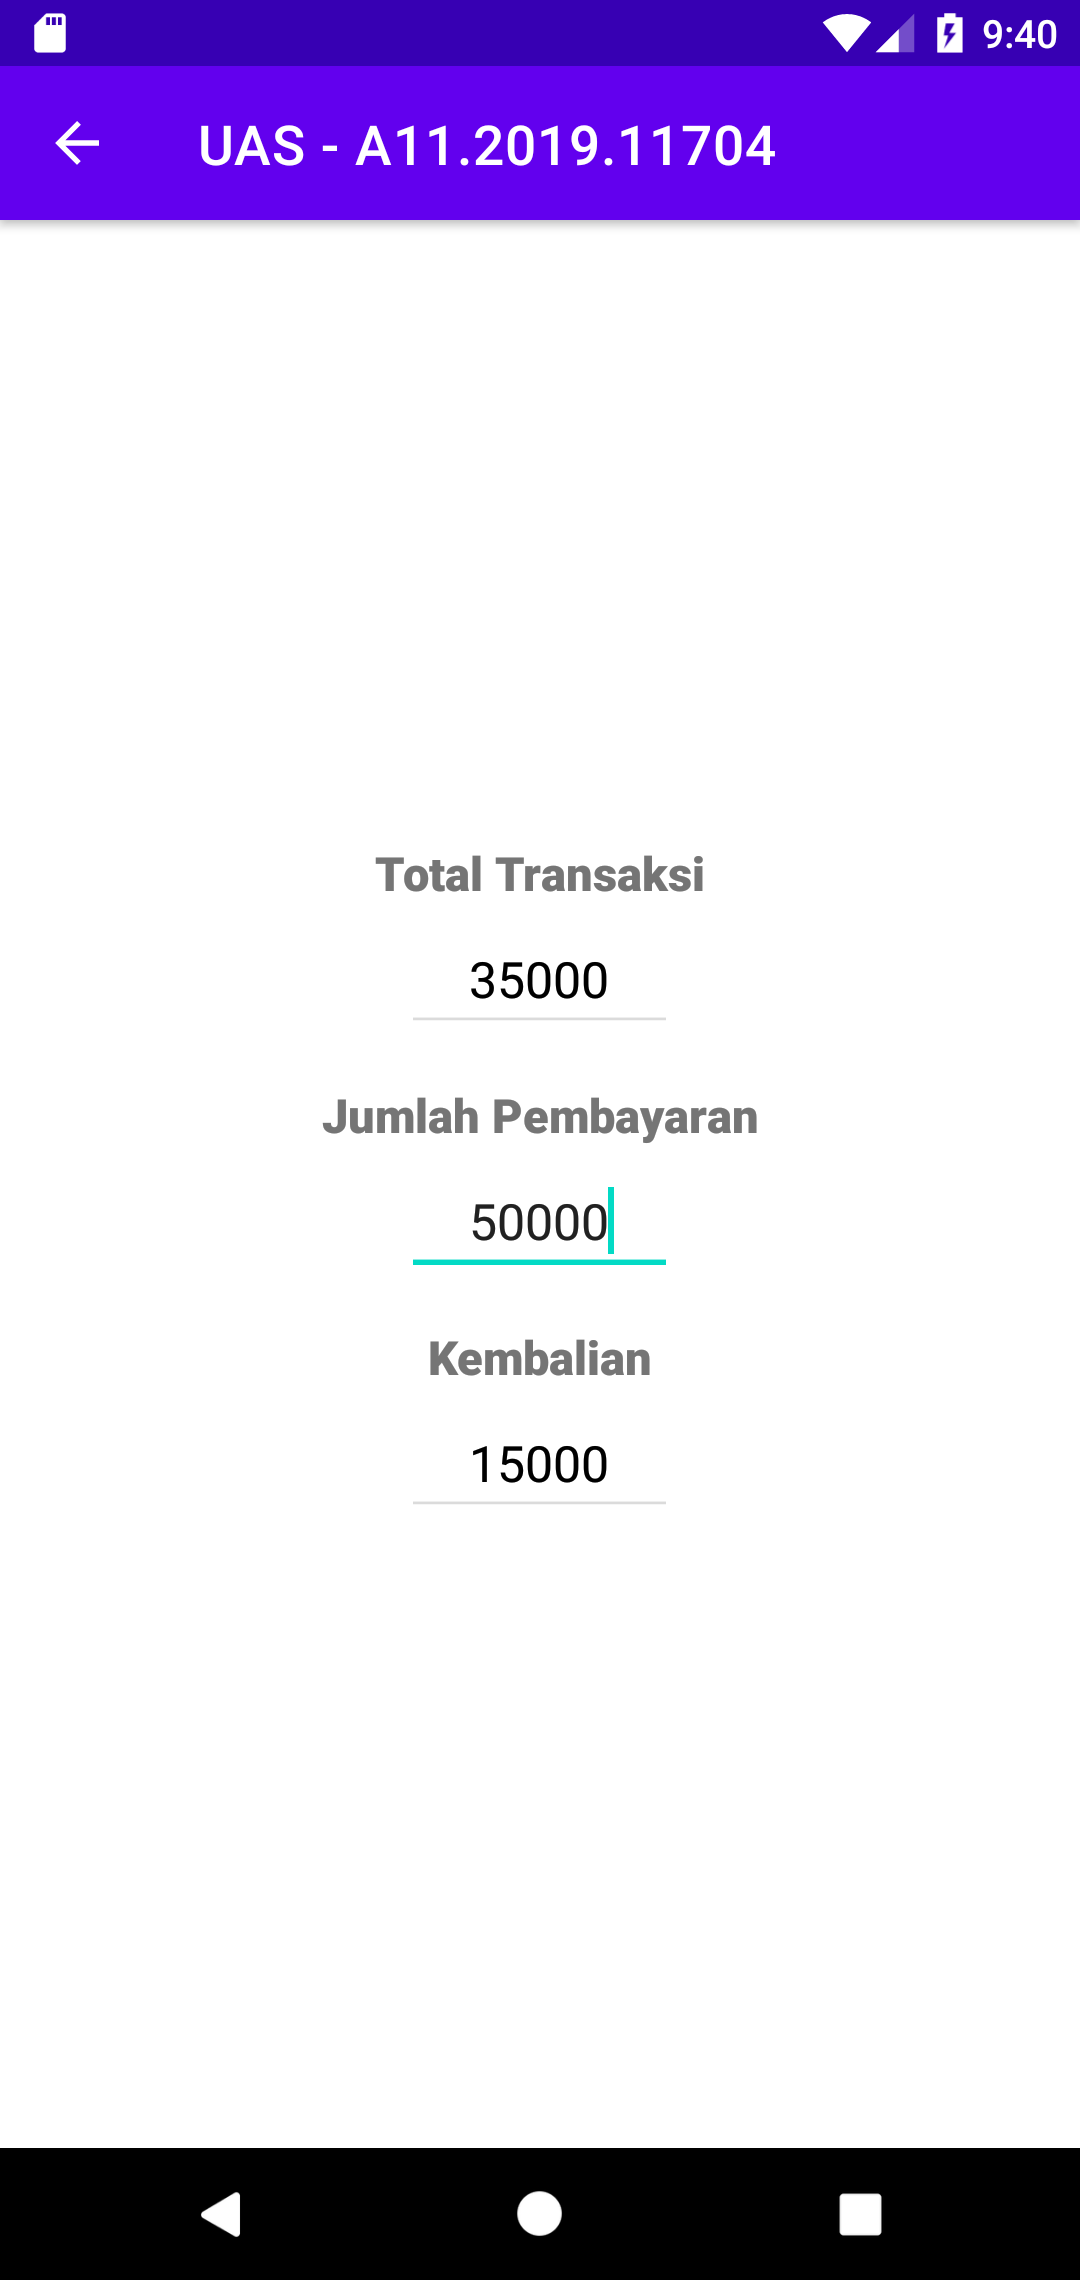 9:40
UAS - A11.2019.11704
Total Transaksi
35000
Jumlah Pembayaran
50000
Kembalian
15000